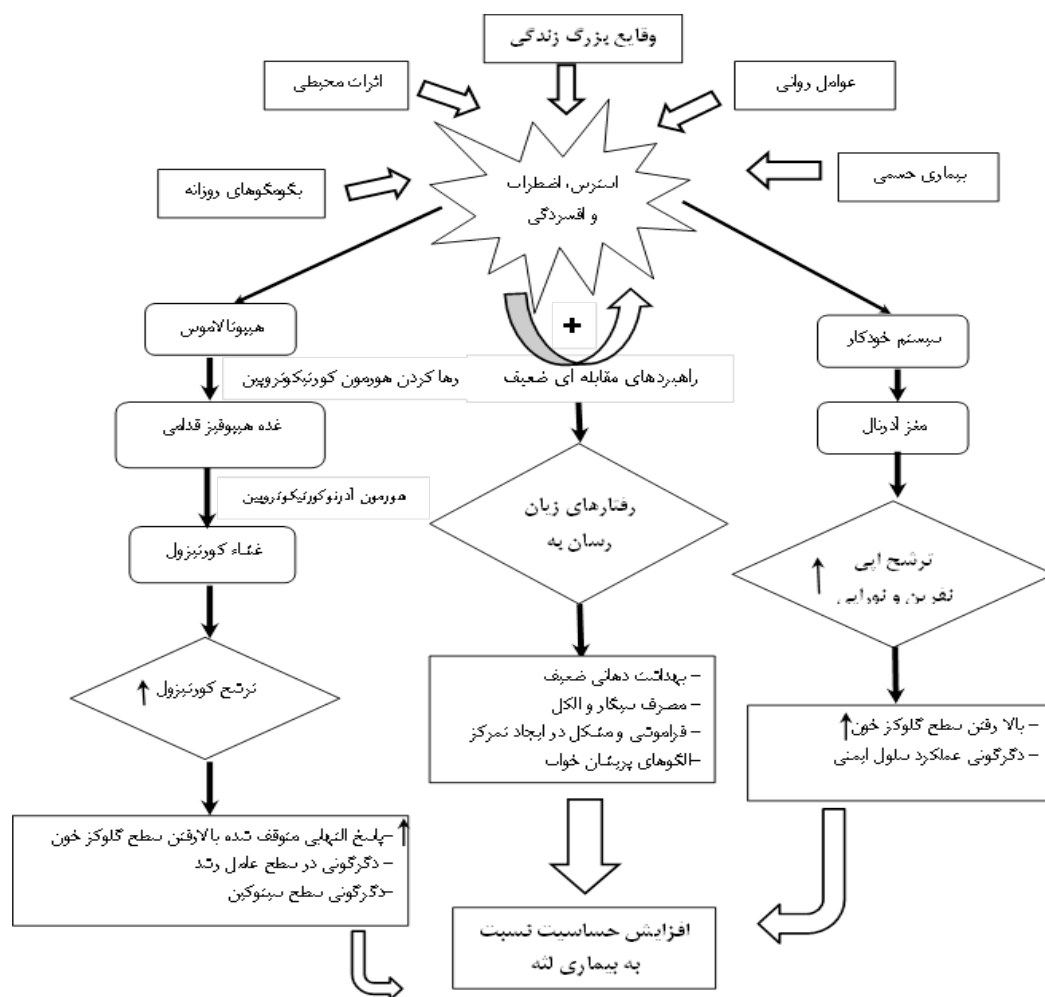 وقایع بزرگ زندگی
عوامل روانی
اثرات محیطی
بیماری جسمی
استرس، اضطراب
و افسردگی
بگومگوهای روزانه
+
سیستم خودکار
هیپوتالاموس
راهبردهای مقابله ای ضعیف
رها کردن هورمون کورتیکوتروپین
مغز آدرنال
غده هیپوفیز قدامی
هورمون آدرنوکورتیکوتروپین
رفتارهای زیان
رسان به
غشاء کورتیزول
ترشح اپی
نفرین و نوراپی
ترشح کورتیزول
– بهداشت دهانی ضعیف
– مصرف سیگار و الکل
– فراموشی و مشکل در ایجاد تمرکز
–الگوهای پریشان خواب
– بالا رفتن سطح گلوکز خون
– دگرگونی عملکرد سلول ایمنی
–پاسخ التهابی متوقف شده بالارفتن سطح گلوکز خون
–دگرگونی در سطح عامل رشد
–دگرگونی سطح سیتوکین
افزایش حساسیت نسبت
به بیماری لثه